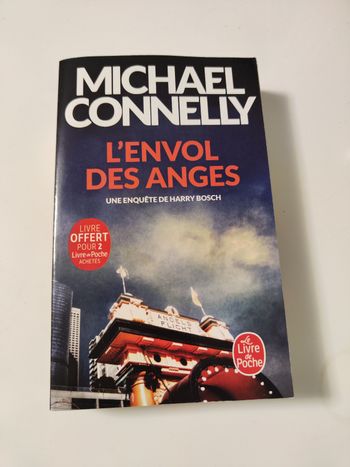 MICHAEL
CONNELLY
L'ENVOL
DES ANGES
UNE ENQUÊTE DE HARRY BOSCH
LIVRE
OFFERT
POUR 2
Livre de Poche
ACHETÉS
ANGELS
FLIGHT
Le
Livre
de
Poche